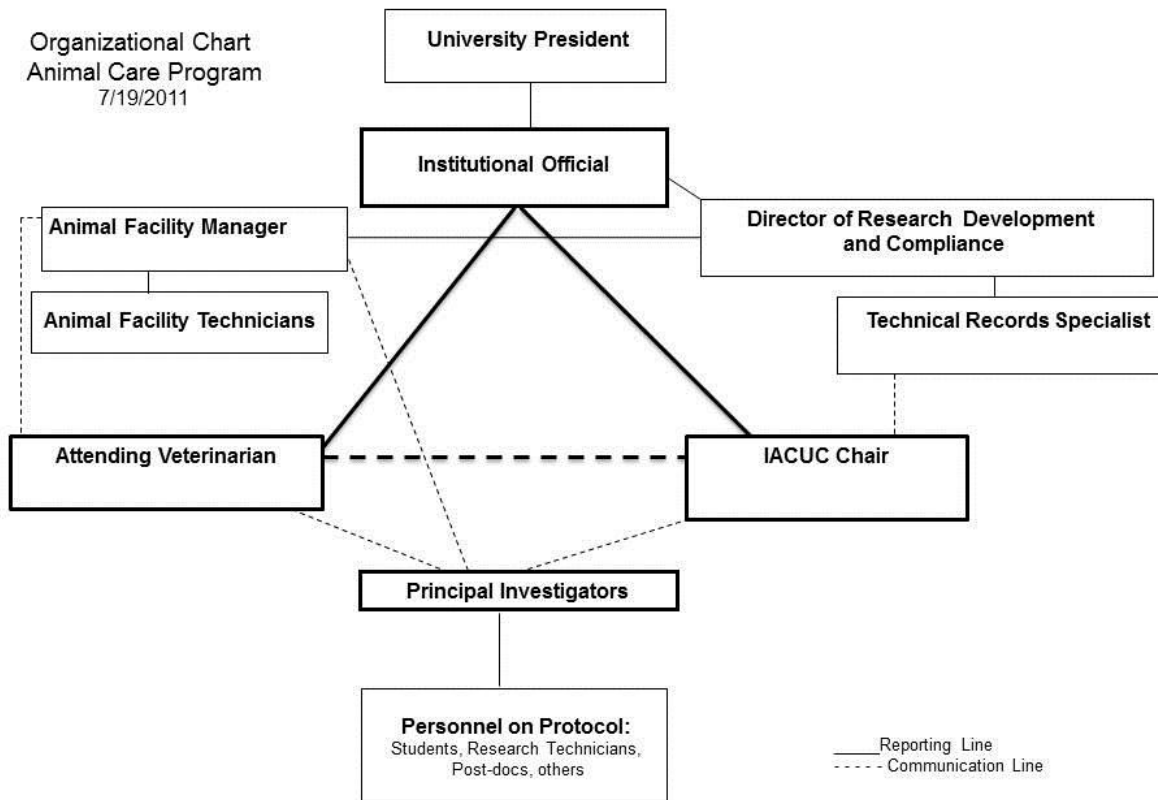 Organizational Chart
Animal Care Program
7/19/2011
University President
Institutional Official
Animal Facility Manager
Director of Research Development
and Compliance
Animal Facility Technicians
Technical Records Specialist
Attending Veterinarian
IACUC Chair
Principal Investigators
Personnel on Protocol:
Students, Research Technicians,
Post-docs, others
Reporting Line
Communication Line